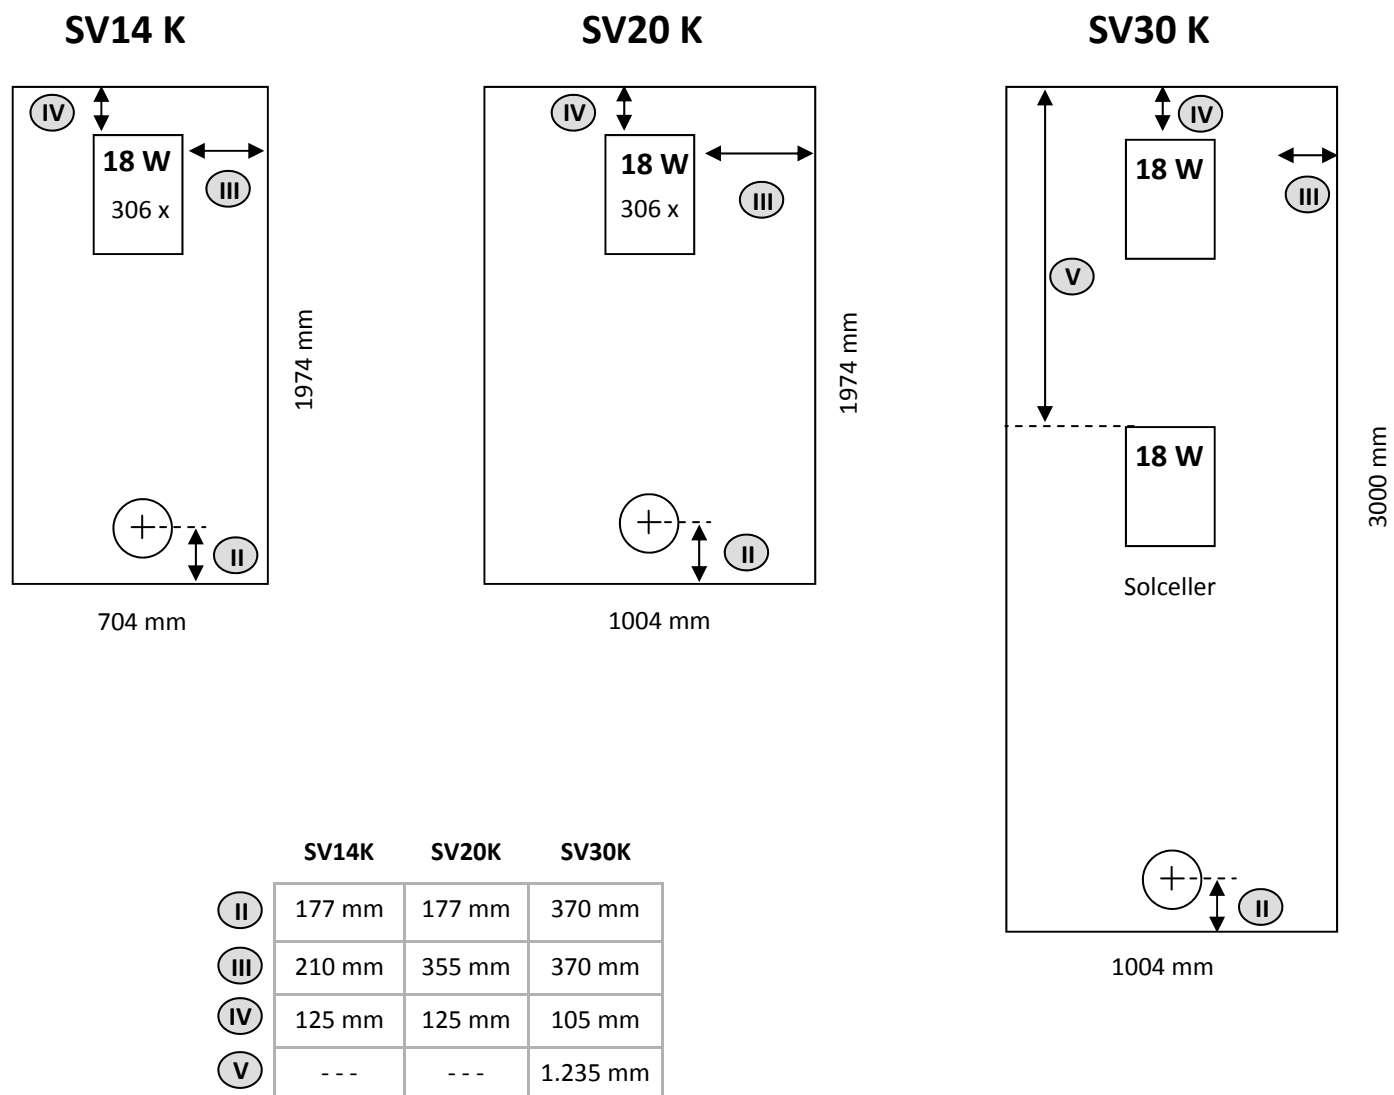 SV14 K
SV20 K
SV30 K
IV
18 W
306 x
III
1974 mm
II
704 mm
IV
18 W
306 x
III
1974 mm
II
1004 mm
IV
18 W
III
V
18 W
Solceller
3000 mm
II
1004 mm
SV14K SV20K SV30K
II 177 mm 177 mm 370 mm
III 210 mm 355 mm 370 mm
IV 125 mm 125 mm 105 mm
V - - - - - - 1.235 mm